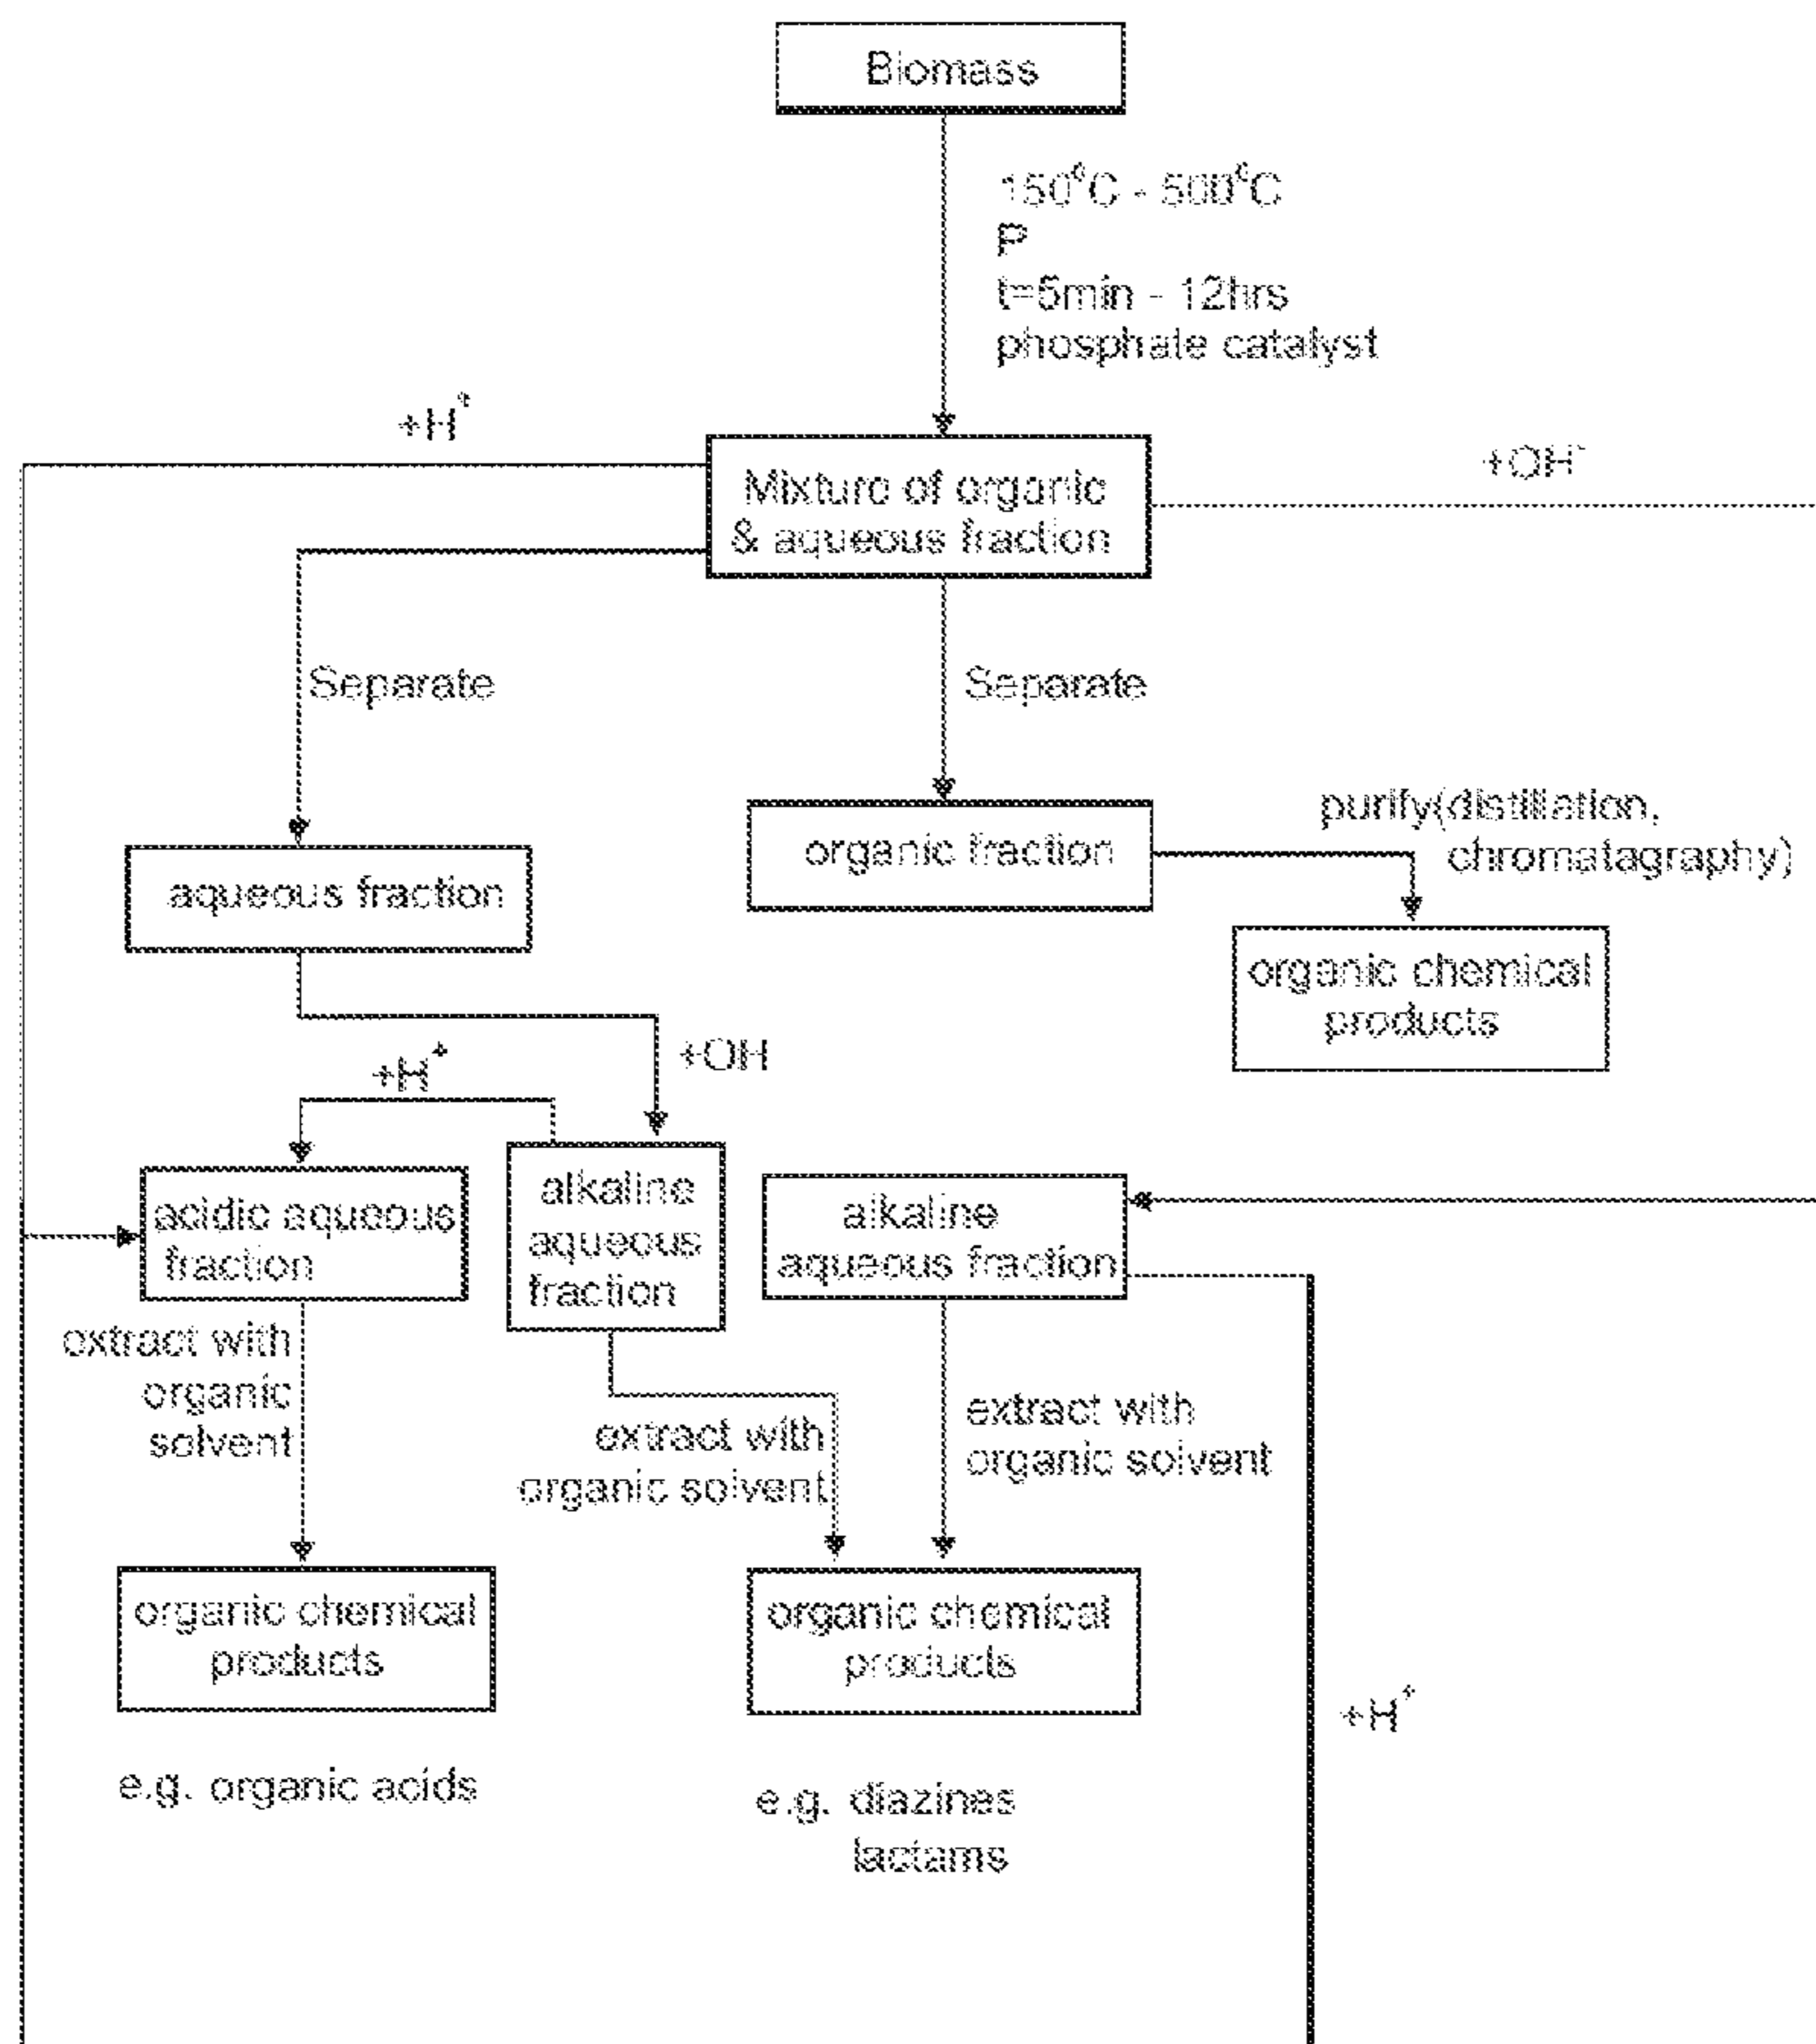 Biomass
150⁰C - 500⁰C
P
t=5min - 12hrs
phosphate catalyst
+H⁺
+OH⁻
Mixture of organic
& aqueous fraction
Separate
Separate
aqueous fraction
organic fraction
purify(distillation,
chromatagraphy)
organic chemical
products
+H⁺
+OH
acidic aqueous
fraction
alkaline
aqueous
fraction
alkaline
aqueous fraction
extract with
organic
solvent
extract with
organic solvent
extract with
organic solvent
organic chemical
products
organic chemical
products
+H⁺
e.g. organic acids
e.g. diazines
lactams